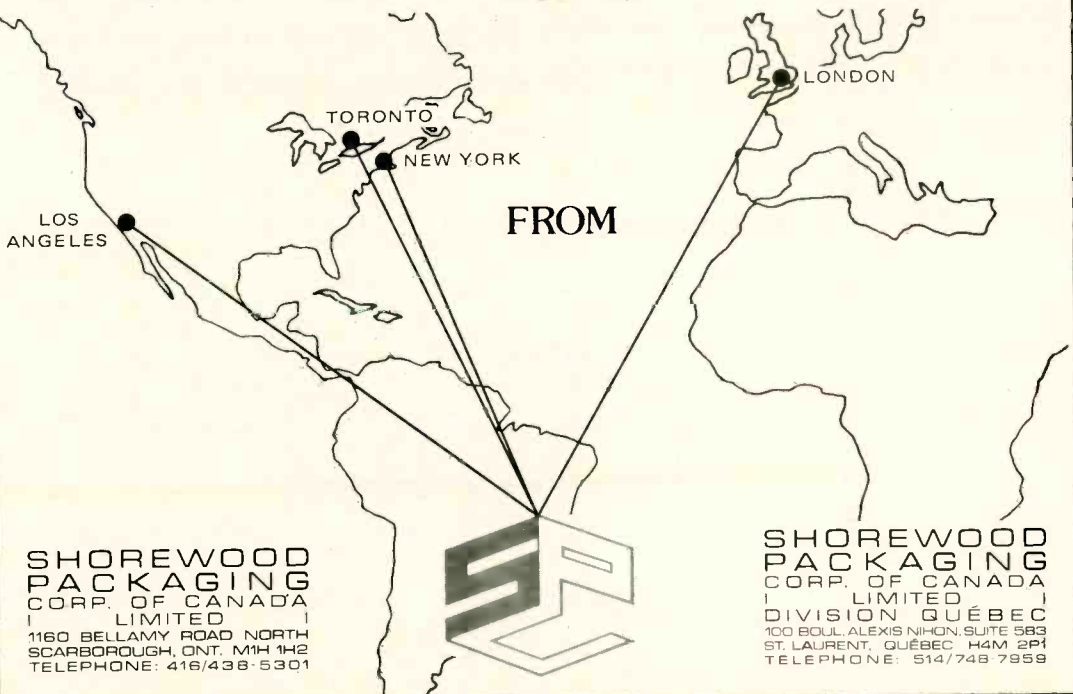 TORONTO
NEW YORK
LONDON
LOS
ANGELES
FROM
SPC
SHOREWOOD
PACKAGING
CORP. OF CANADA
LIMITED
1160 BELLAMY ROAD NORTH
SCARBOROUGH, ONT. M1H 1H2
TELEPHONE: 416/438-5301
SHOREWOOD
PACKAGING
CORP. OF CANADA
LIMITED
DIVISION QUÉBEC
100 BOUL. ALEXIS NIHON. SUITE 583
ST. LAURENT, QUÉBEC H4M 2P1
TELEPHONE: 514/748-7959